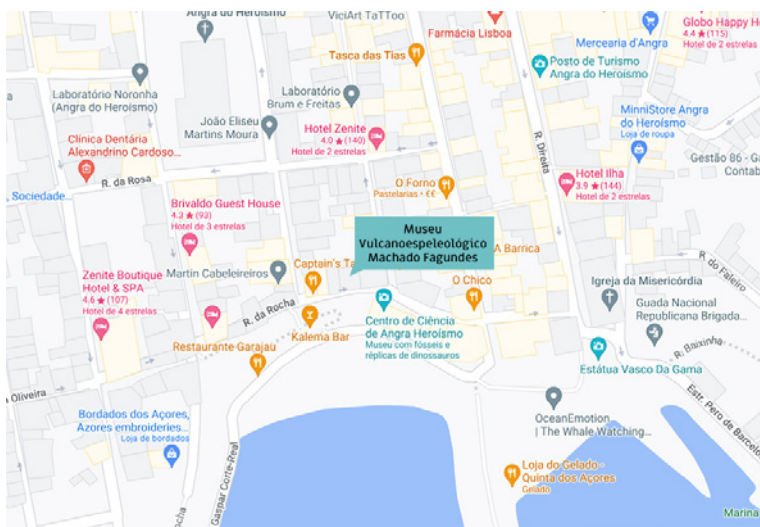 Angra do Heroísmo
ViciArt TaTToo
Farmácia Lisboa
Globo Happy H
4.4 ★ (115)
Hotel de 2 estrelas
Mercearia d'Angra
Tasca das Tias
Posto de Turismo
Angra do Heroísmo
Laboratório Noronha
(Angra do Heroísmo)
Laboratório
Brum e Freitas
João Eliseu
Martins Moura
Hotel Zenite
4.0 ★ (140)
Hotel de 2 estrelas
MinniStore Angra
do Heroísmo
Loja de roupa
R. Direita
Clínica Dentária
Alexandrino Cardoso...
Gestão 86 - Ga
Contab
Hotel Ilha
3.9 ★ (144)
Hotel de 2 estrelas
, Sociedade...
R. da Rosa
O Forno
Pastelarias • €€
Brivaldo Guest House
4.2 ★ (93)
Hotel de 3 estrelas
Museu
Vulcanoespeleológico
Machado Fagundes
A Barrica
R. do Faleiro
Captain's Ta
Martin Cabeleireiros
Zenite Boutique
Hotel & SPA
4.6 ★ (107)
Hotel de 4 estrelas
O Chico
Igreja da Misericórdia
Guada Nacional
Republicana Brigada...
R. da Rocha
Centro de Ciência
de Angra Heroísmo
Museu com fósseis e
réplicas de dinossauros
Kalema Bar
Restaurante Garajau
R. Baixinha
Estátua Vasco Da Gama
a Oliveira
Estr. Pero de Barcelo
Bordados dos Açores,
Azores embroideries...
Loja de bordados
OceanEmotion
| The Whale Watching...
Gaspar Corte-Real
Loja do Gelado -
Quinta dos Açores
Gelado
ocha
Marina